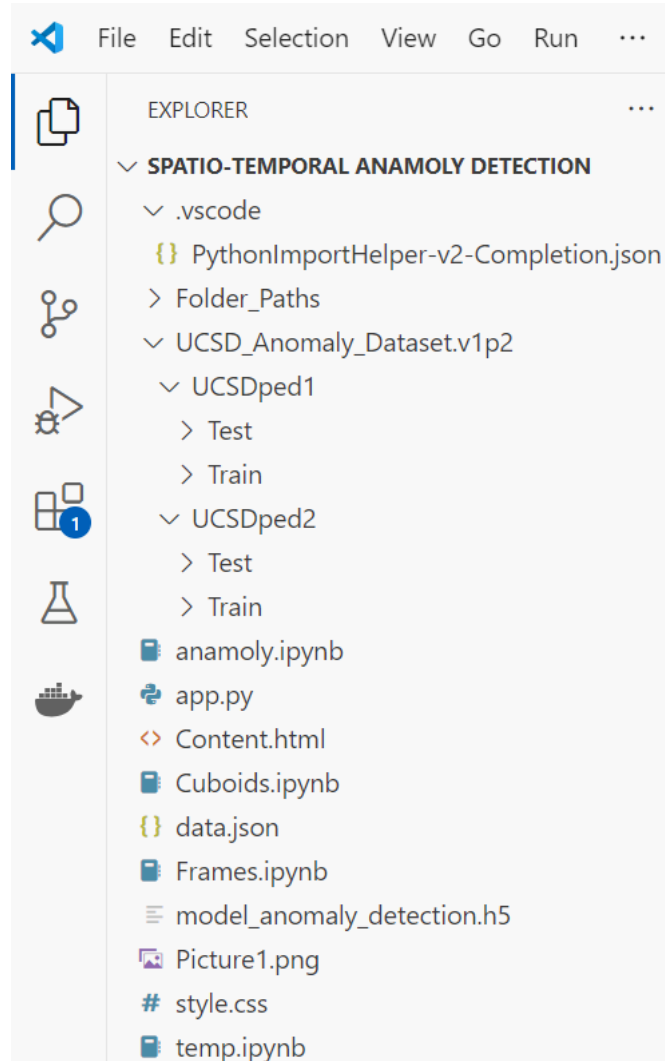 File Edit Selection View Go Run ...
EXPLORER ...
SPATIO-TEMPORAL ANAMOLY DETECTION
.vscode
{} PythonImportHelper-v2-Completion.json
Folder_Paths
UCSD_Anomaly_Dataset.v1p2
UCSDped1
Test
Train
1
UCSDped2
Test
Train
anamoly.ipynb
app.py
<> Content.html
Cuboids.ipynb
{} data.json
Frames.ipynb
model_anomaly_detection.h5
Picture1.png
# style.css
temp.ipynb